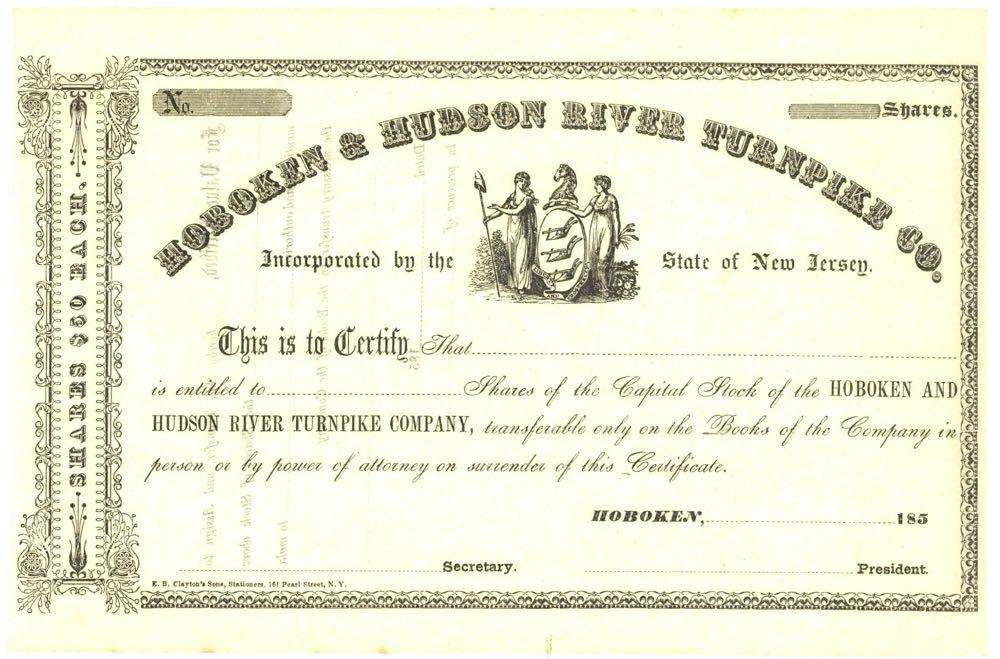 No.
Shares.
HOBOKEN & HUDSON RIVER TURNPIKE CO.
Incorporated by the State of New Jersey.
This is to Certify That
is entitled to Shares of the Capital Stock of the HOBOKEN AND
HUDSON RIVER TURNPIKE COMPANY, transferable only on the Books of the Company in
person or by power of attorney on surrender of this Certificate.
HOBOKEN, 185
Secretary. President.
E. B. Clayton's Sons, Stationers, 161 Pearl Street, N. Y.
SHARES $50 EACH.